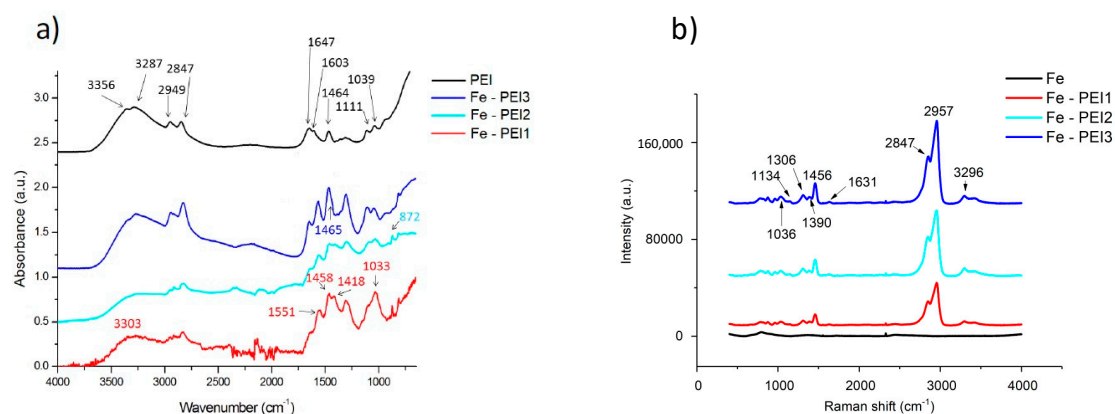 a)
3356
3287
2949
2847
1647
1603
1464
1111
1039
PEI
Fe - PEI3
Fe - PEI2
Fe - PEI1
3.0
2.5
2.0
1.5
1.0
0.5
0.0
1465
872
1458
1418
1033
1551
3303
4000 3500 3000 2500 2000 1500 1000
Absorbance (a.u.)
Wavenumber (cm-1)
b)
Fe
Fe - PEI1
Fe - PEI2
Fe - PEI3
2957
2847
3296
1306
1134
1456
1631
1036
1390
160,000
80000
0
0 1000 2000 3000 4000
Intensity (a.u.)
Raman shift (cm-1)